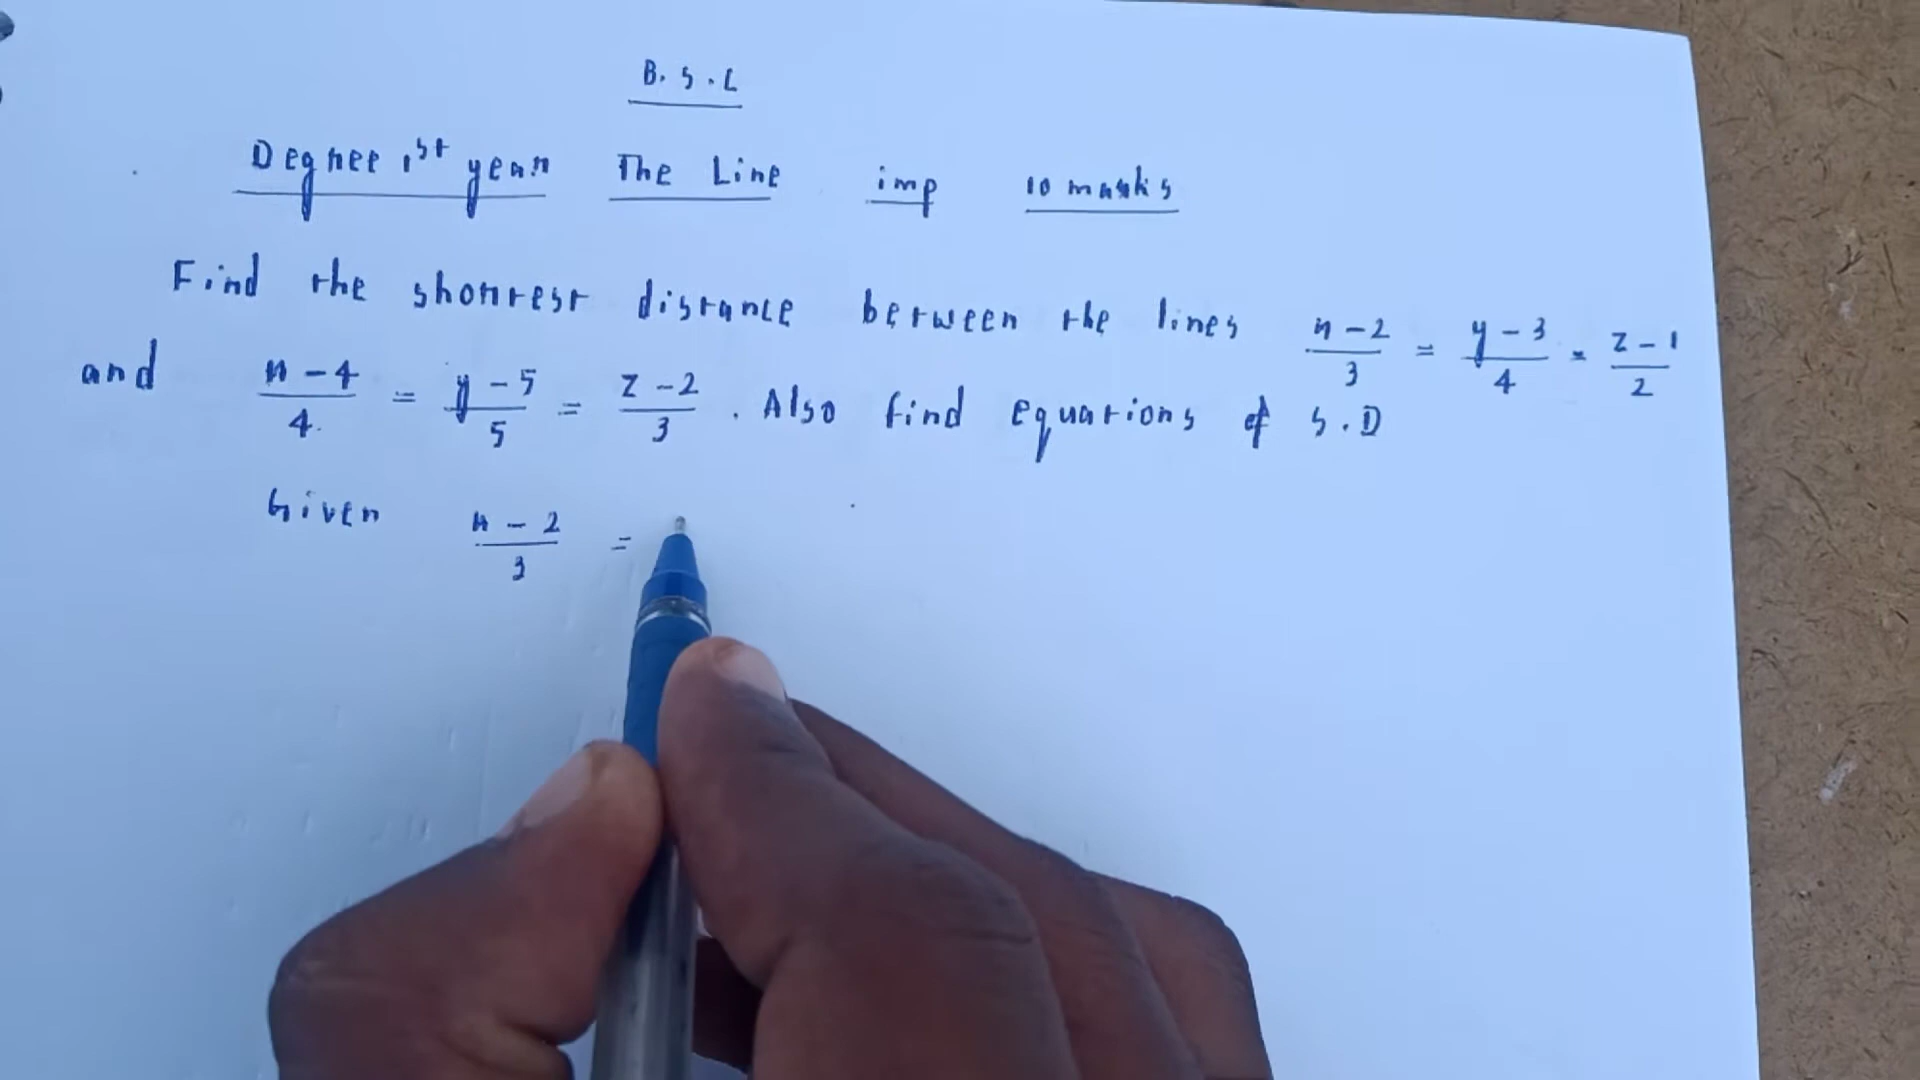 B.S.C
Degree 1st year The Line imp 10 marks
Find the shortest distance between the lines x-2/3 = y-3/4 = z-1/2
and x-4/4 = y-5/5 = z-2/3. Also find equations of S.D
Given x-2/3 =